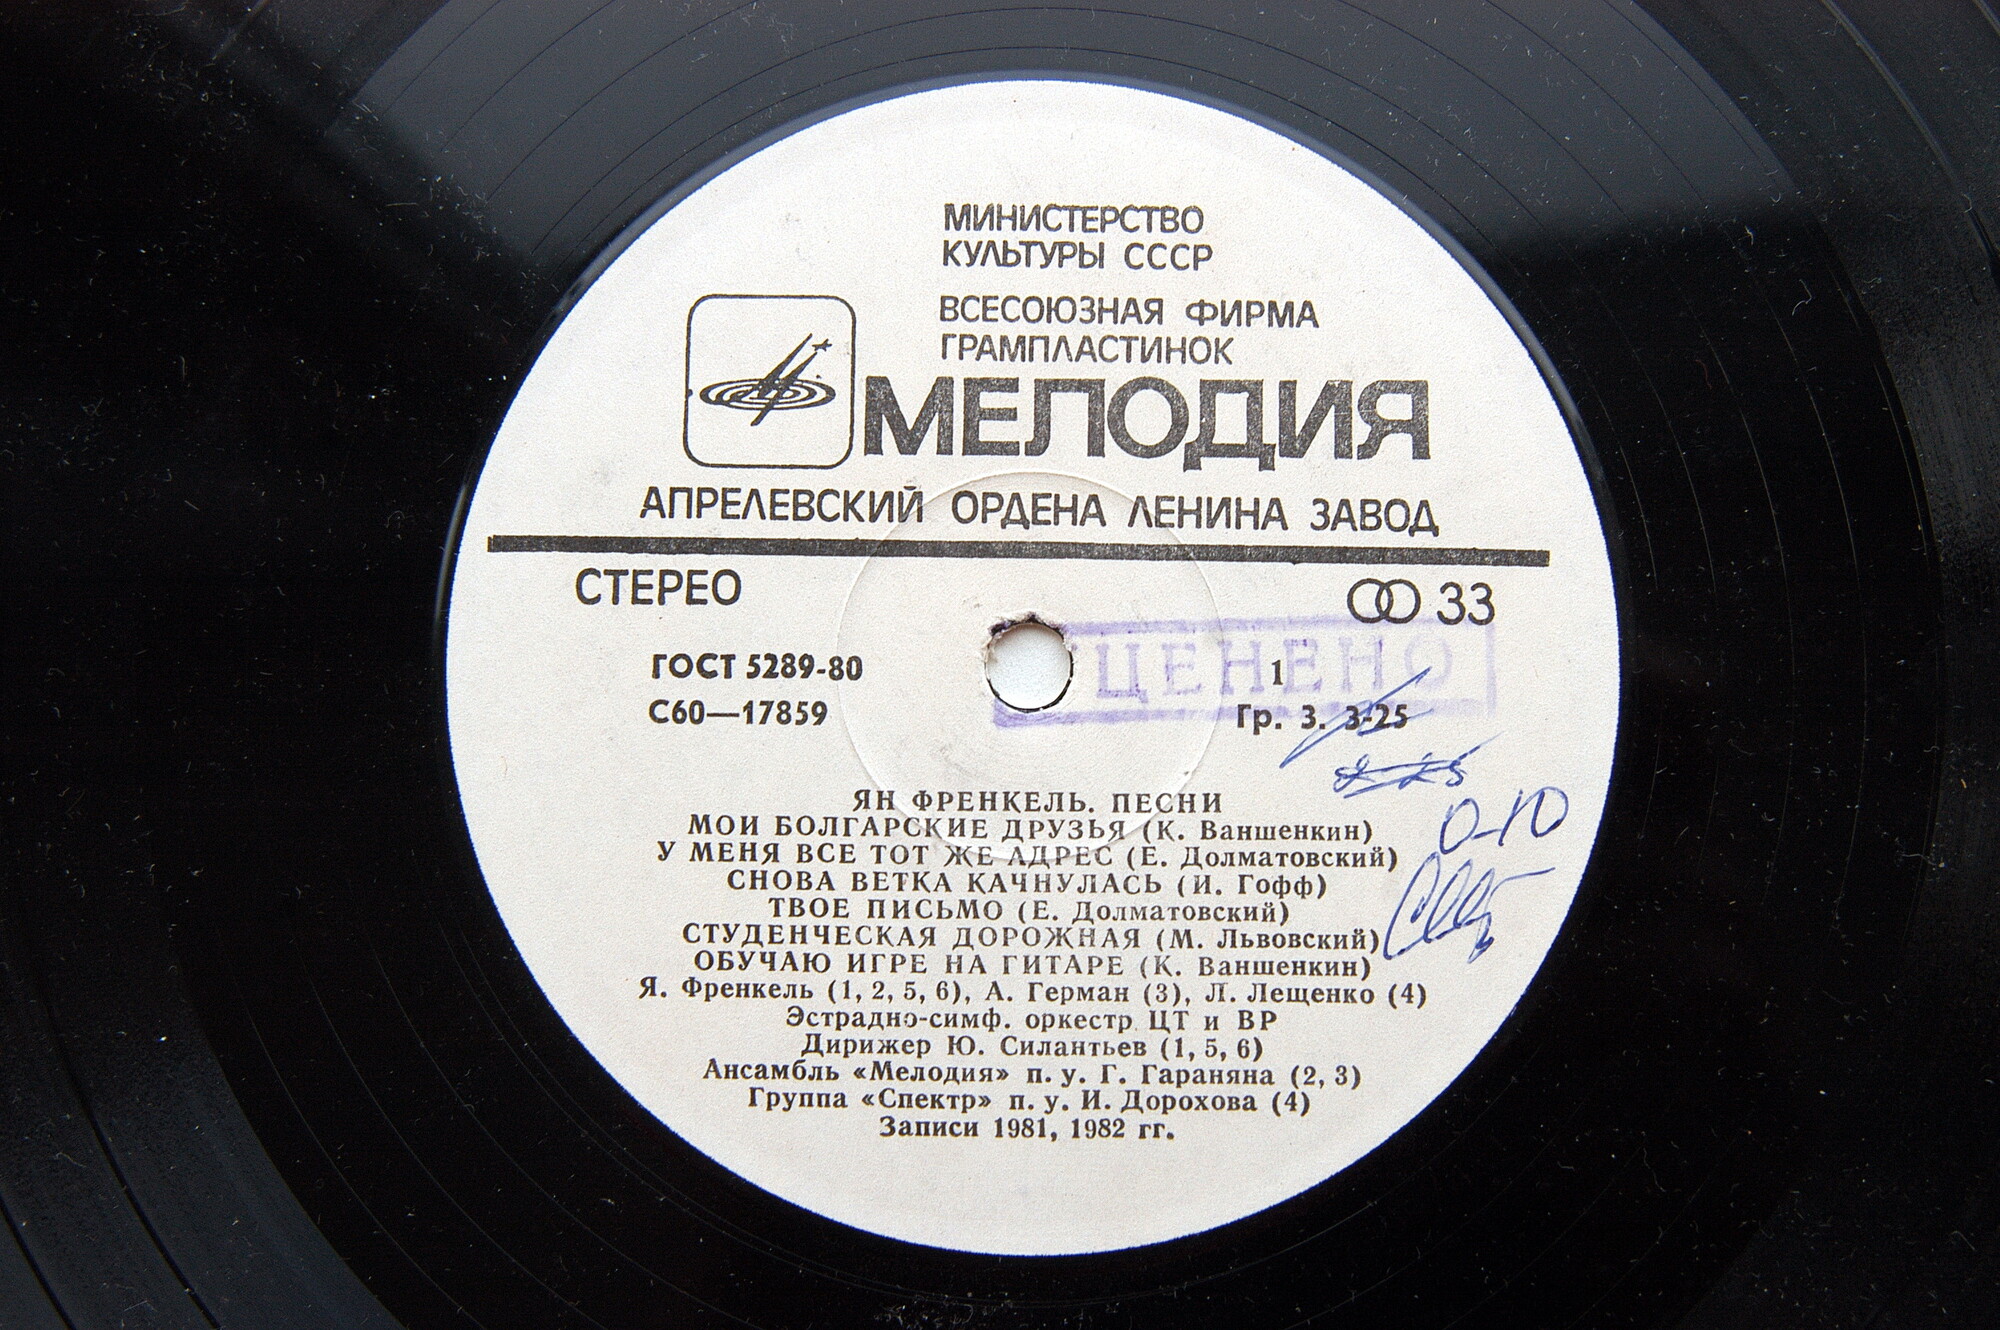 МИНИСТЕРСТВО
КУЛЬТУРЫ СССР
ВСЕСОЮЗНАЯ ФИРМА
ГРАМПЛАСТИНОК
МЕЛОДИЯ
АПРЕЛЕВСКИЙ ОРДЕНА ЛЕНИНА ЗАВОД
СТЕРЕО
33
ЦЕНЕНО
ГОСТ 5289-80
1
С60—17859
Гр. 3. 3-25
0-10
ЯН ФРЕНКЕЛЬ. ПЕСНИ
МОИ БОЛГАРСКИЕ ДРУЗЬЯ (К. Ваншенкин)
У МЕНЯ ВСЕ ТОТ ЖЕ АДРЕС (Е. Долматовский)
СНОВА ВЕТКА КАЧНУЛАСЬ (И. Гофф)
ТВОЕ ПИСЬМО (Е. Долматовский)
СТУДЕНЧЕСКАЯ ДОРОЖНАЯ (М. Львовский)
ОБУЧАЮ ИГРЕ НА ГИТАРЕ (К. Ваншенкин)
Я. Френкель (1, 2, 5, 6), А. Герман (3), Л. Лещенко (4)
Эстрадно-симф. оркестр ЦТ и ВР
Дирижер Ю. Силантьев (1, 5, 6)
Ансамбль «Мелодия» п. у. Г. Гараняна (2, 3)
Группа «Спектр» п. у. И. Дорохова (4)
Записи 1981, 1982 гг.